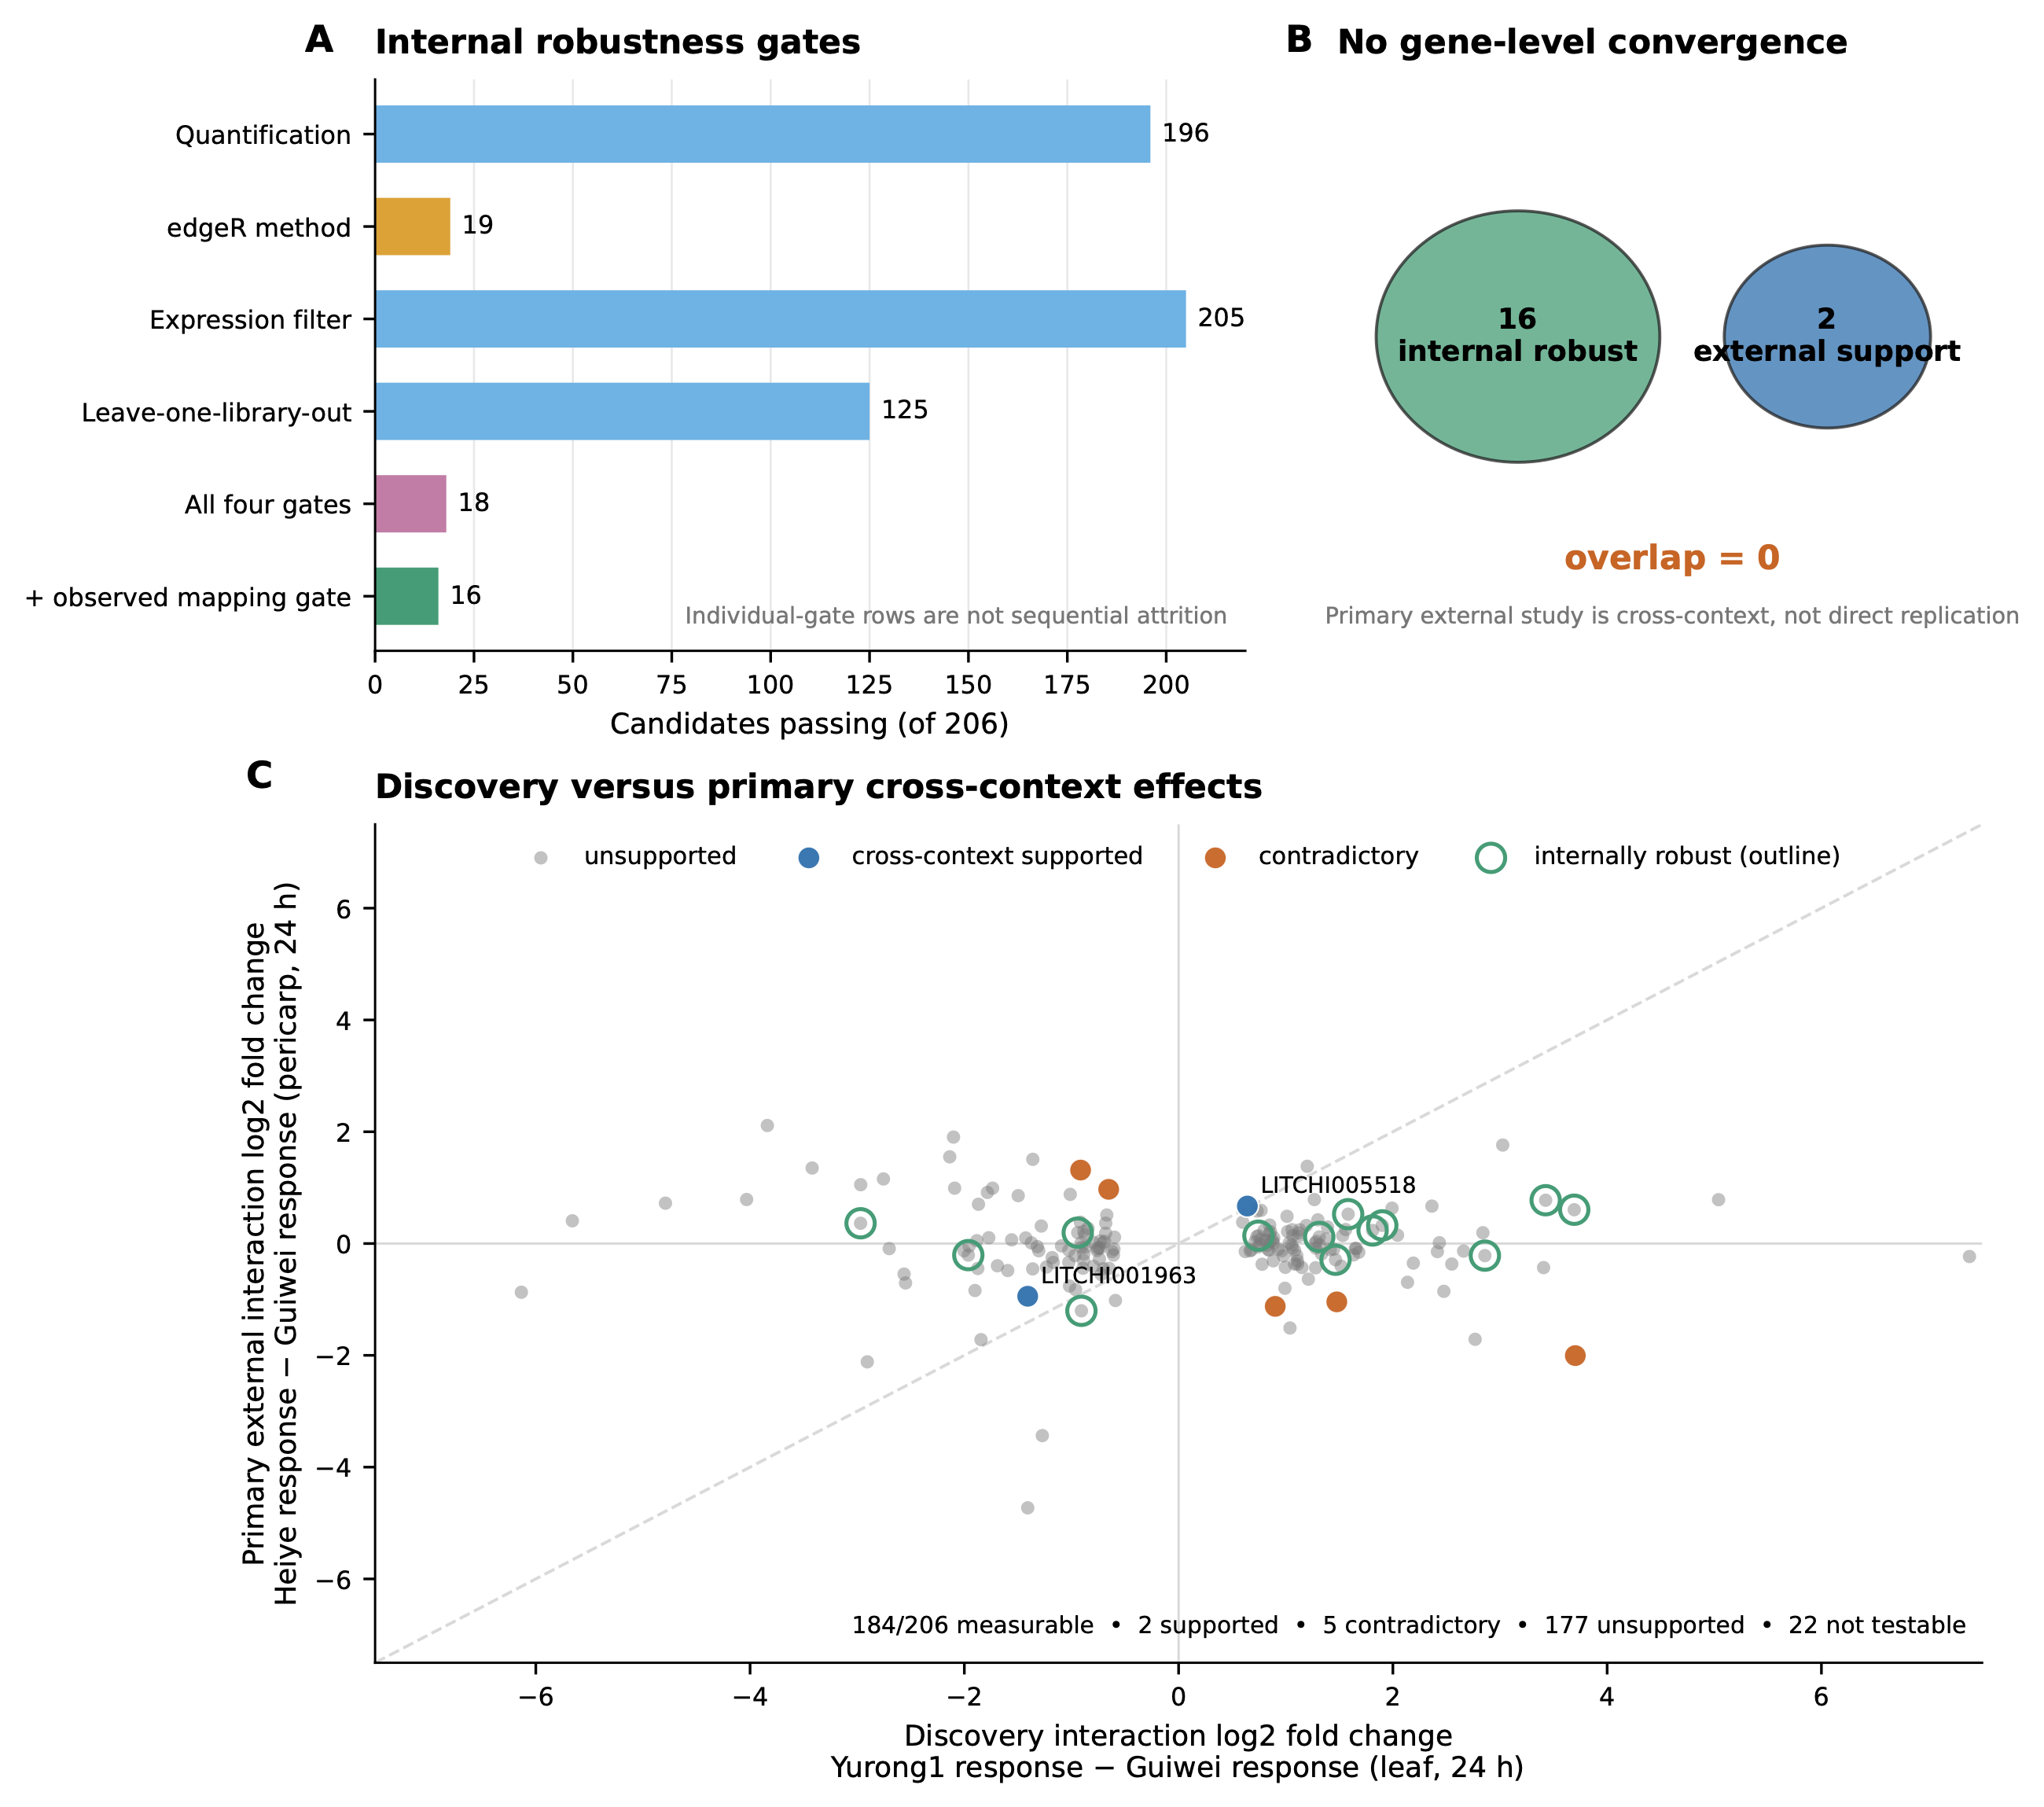 A Internal robustness gates
Quantification
196
edgeR method
19
Expression filter
205
Leave-one-library-out
125
All four gates
18
+ observed mapping gate
16
Individual-gate rows are not sequential attrition
0 25 50 75 100 125 150 175 200
Candidates passing (of 206)
B No gene-level convergence
16
internal robust
2
external support
overlap = 0
Primary external study is cross-context, not direct replication
C Discovery versus primary cross-context effects
unsupported
cross-context supported
contradictory
internally robust (outline)
Primary external interaction log2 fold change
Heiye response − Guiwei response (pericarp, 24 h)
6
4
2
0
−2
−4
−6
LITCHI005518
LITCHI001963
184/206 measurable • 2 supported • 5 contradictory • 177 unsupported • 22 not testable
−6 −4 −2 0 2 4 6
Discovery interaction log2 fold change
Yurong1 response − Guiwei response (leaf, 24 h)